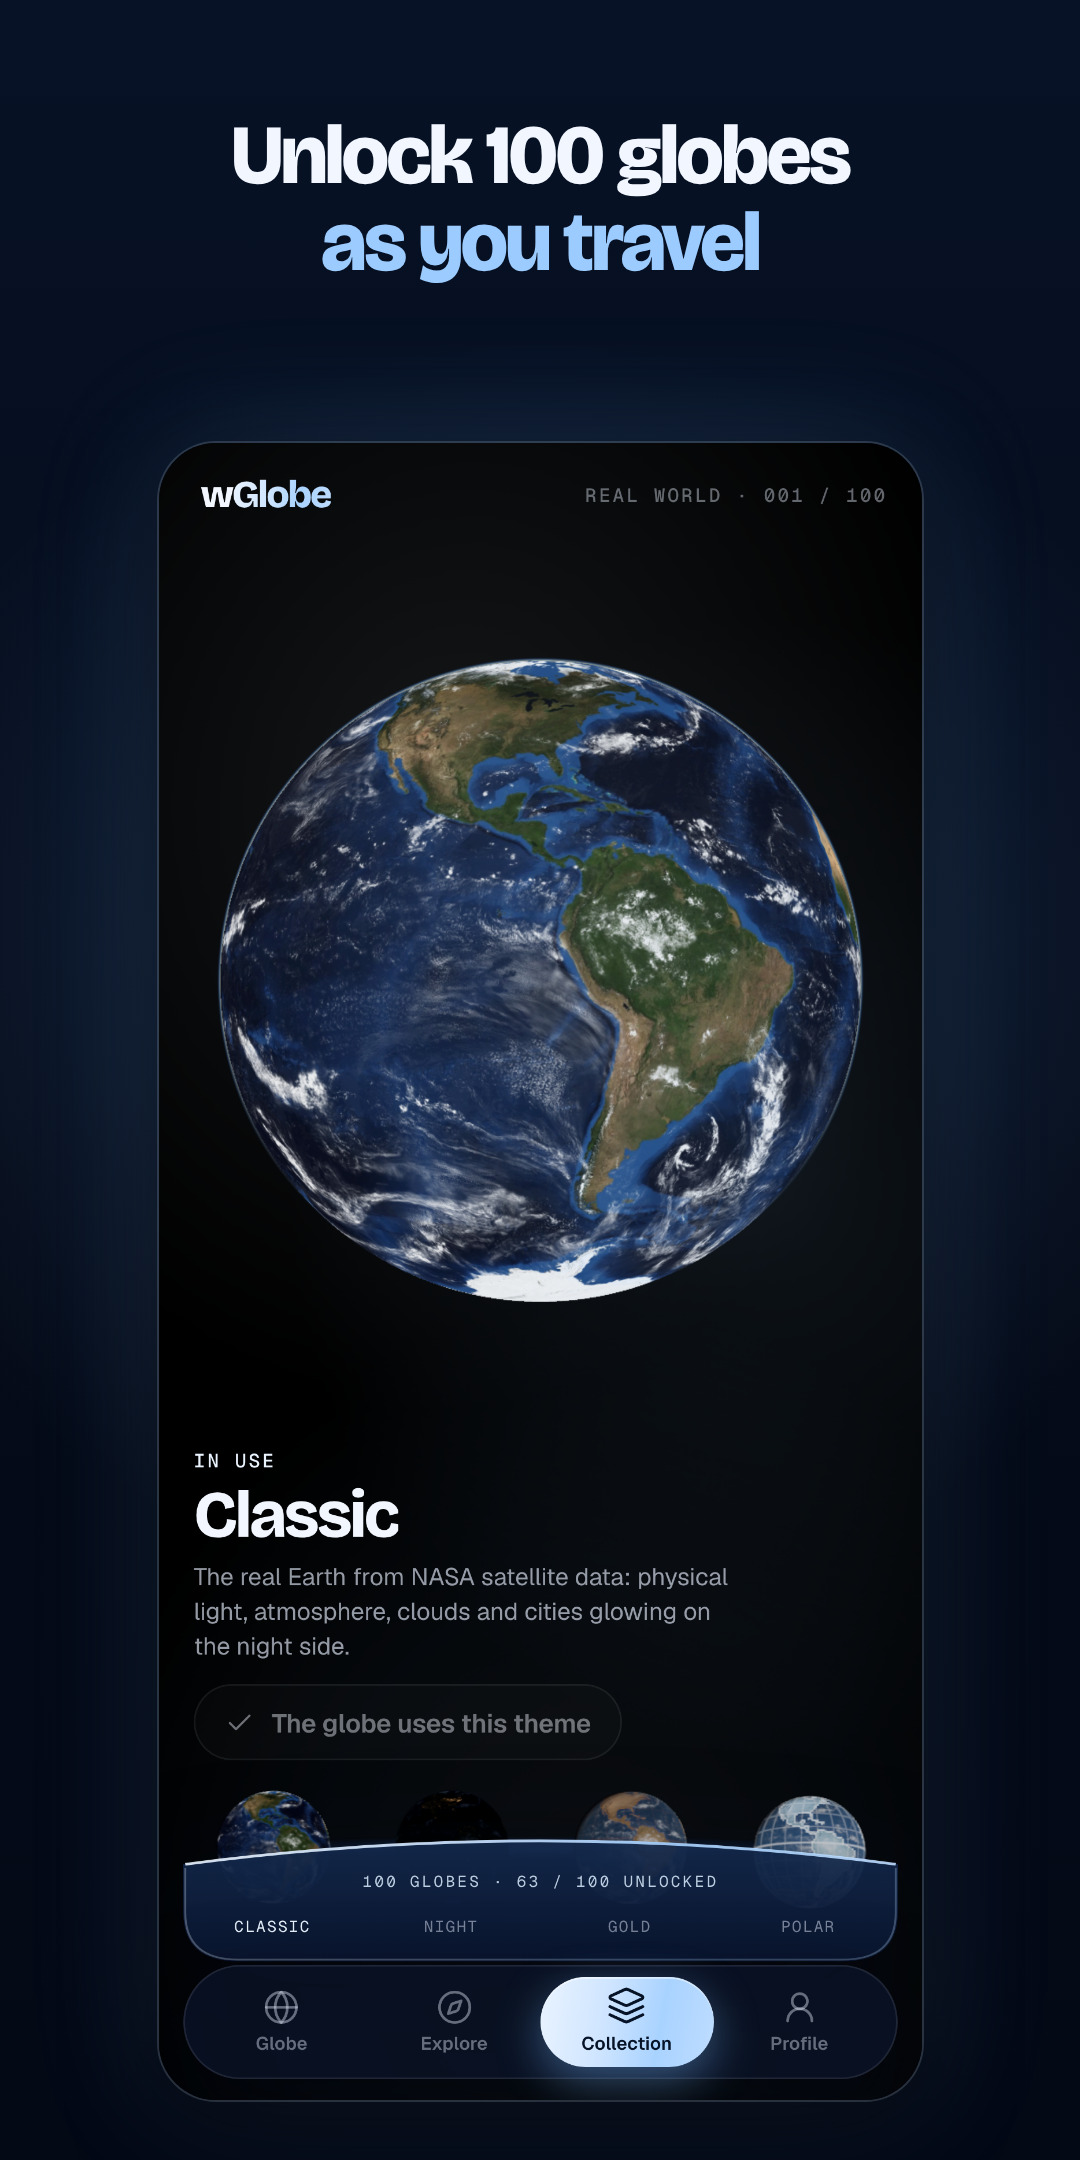 Unlock 100 globes
as you travel
wGlobe
REAL WORLD · 001 / 100
IN USE
Classic
The real Earth from NASA satellite data: physical
light, atmosphere, clouds and cities glowing on
the night side.
The globe uses this theme
100 GLOBES · 63 / 100 UNLOCKED
CLASSIC NIGHT GOLD POLAR
Globe Explore Collection Profile